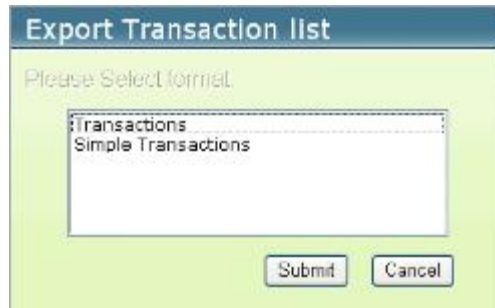 Export Transaction list
Please Select format.
Transactions
Simple Transactions
Submit Cancel